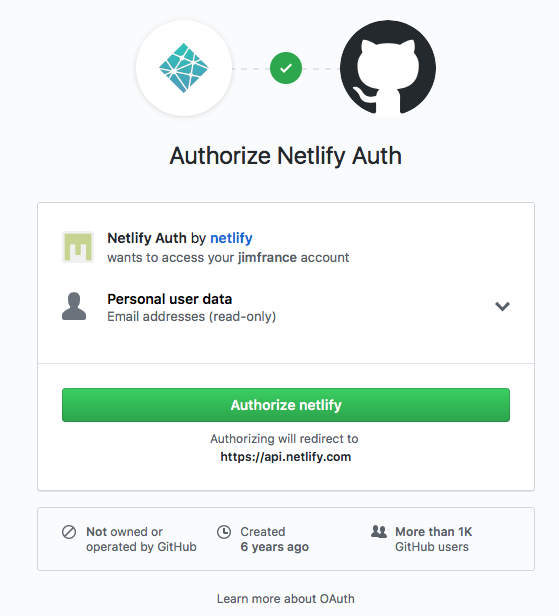 Authorize Netlify Auth
Netlify Auth by netlify
wants to access your jimfrance account
Personal user data
Email addresses (read-only)
Authorize netlify
Authorizing will redirect to
https://api.netlify.com
Not owned or
operated by GitHub
Created
6 years ago
More than 1K
GitHub users
Learn more about OAuth